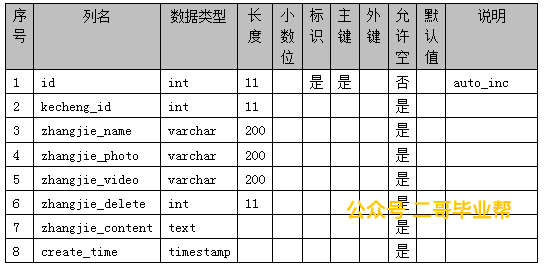 序号 列名 数据类型 长度 小数位 标识 主键 外键 允许空 默认值 说明
1 id int 11 是 是 否 auto_inc
2 kecheng_id int 11 是
3 zhangjie_name varchar 200 是
4 zhangjie_photo varchar 200 是
5 zhangjie_video varchar 200 是
6 zhangjie_delete int 11 是
公众号 二哥毕业帮
7 zhangjie_content text 是
8 create_time timestamp 是